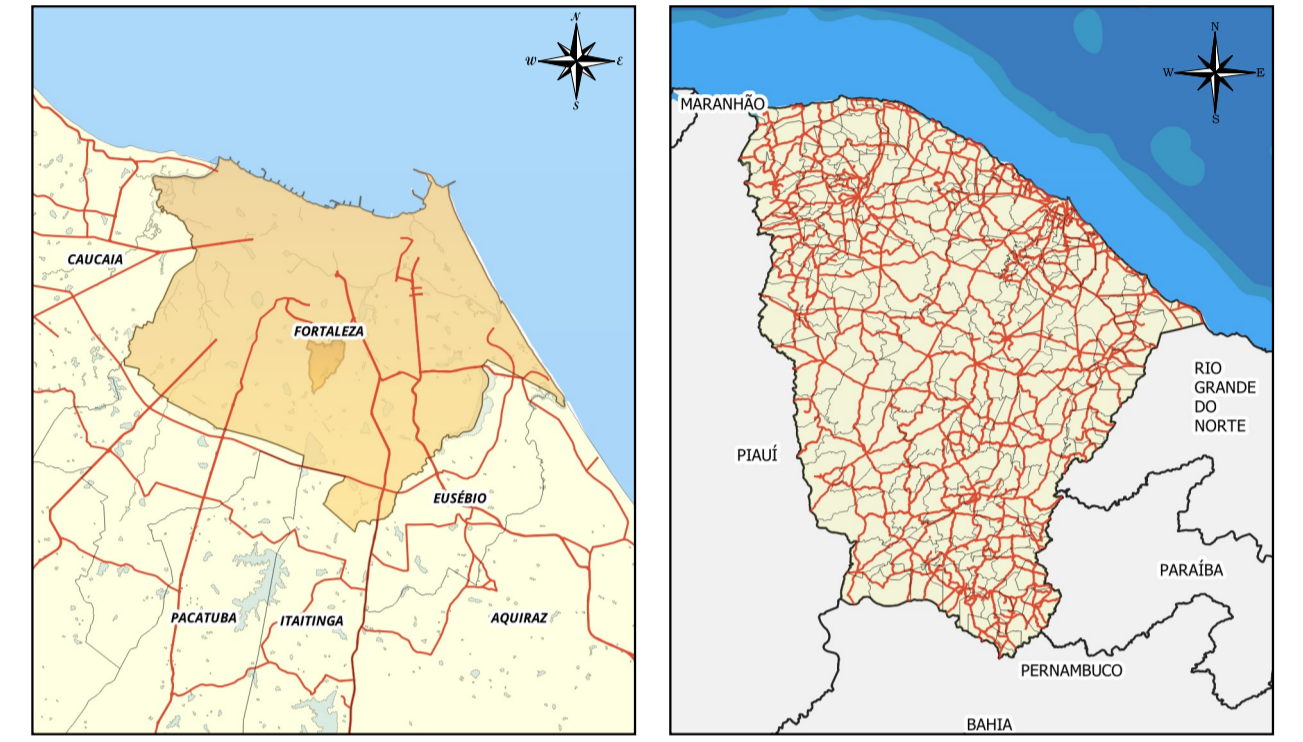 N
W
E
S
CAUCAIA
FORTALEZA
EUSÉBIO
PACATUBA
ITAITINGA
AQUIRAZ
N
W
E
S
MARANHÃO
RIO
GRANDE
DO
NORTE
PIAUÍ
PARAÍBA
PERNAMBUCO
BAHIA